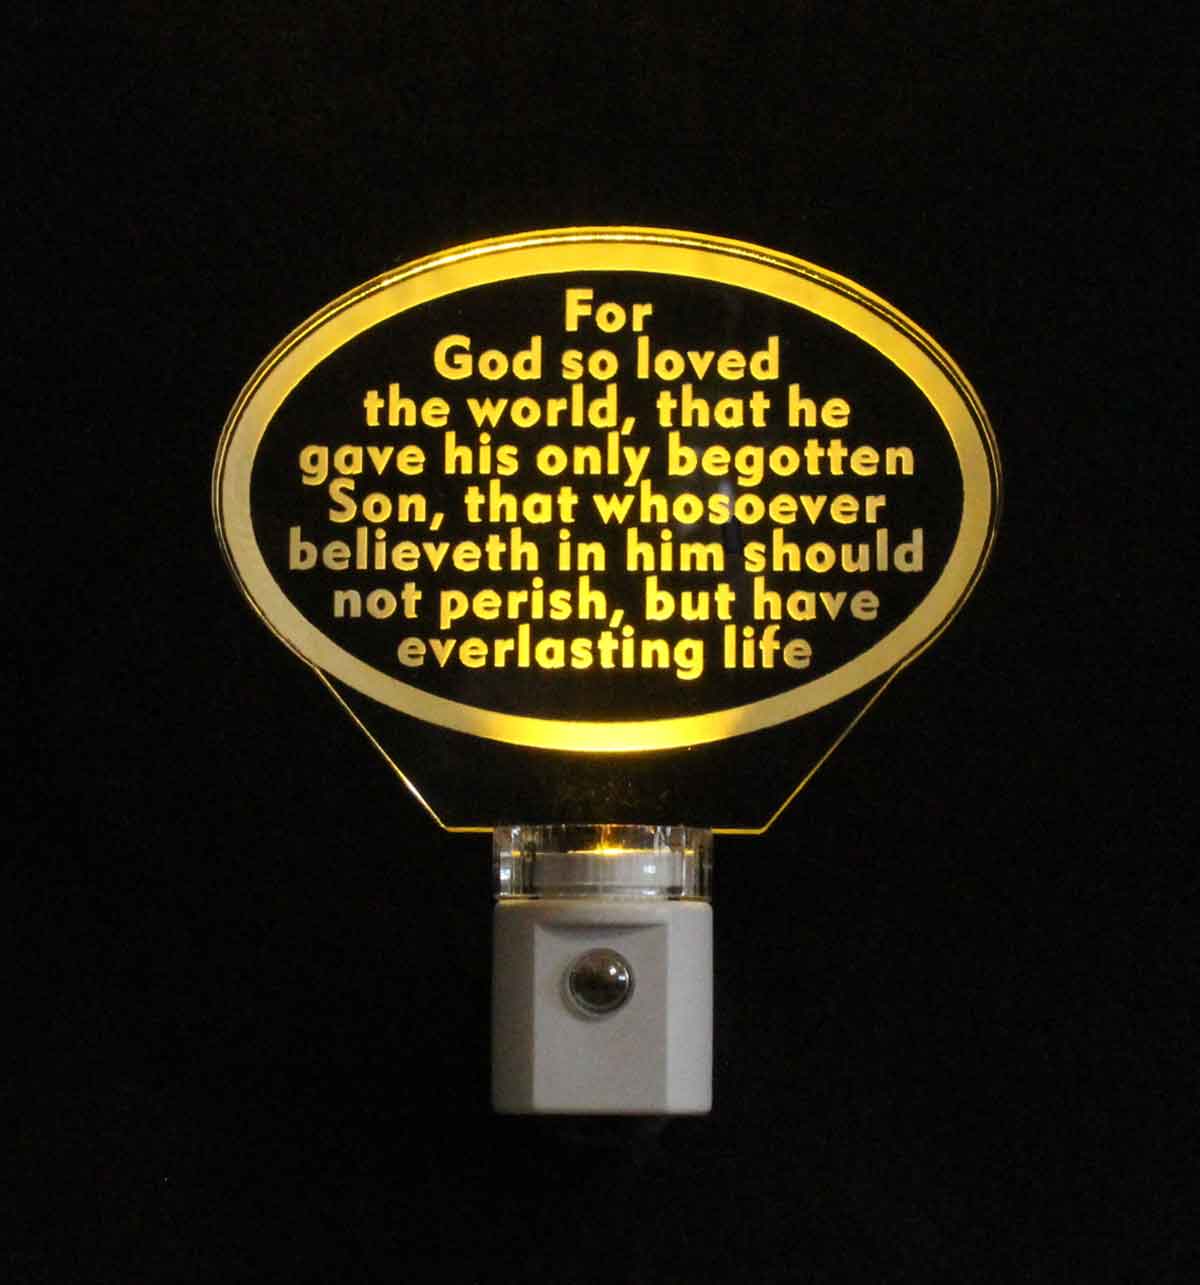 For
God so loved
the world, that he
gave his only begotten
Son, that whosoever
believeth in him should
not perish, but have
everlasting life